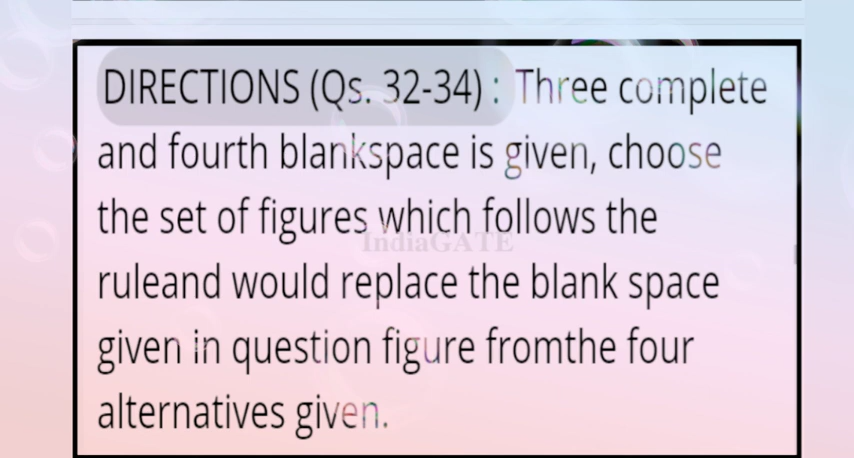 DIRECTIONS (Qs. 32-34) : Three complete
and fourth blankspace is given, choose
the set of figures which follows the
IndiaGATE
ruleand would replace the blank space
given in question figure fromthe four
alternatives given.